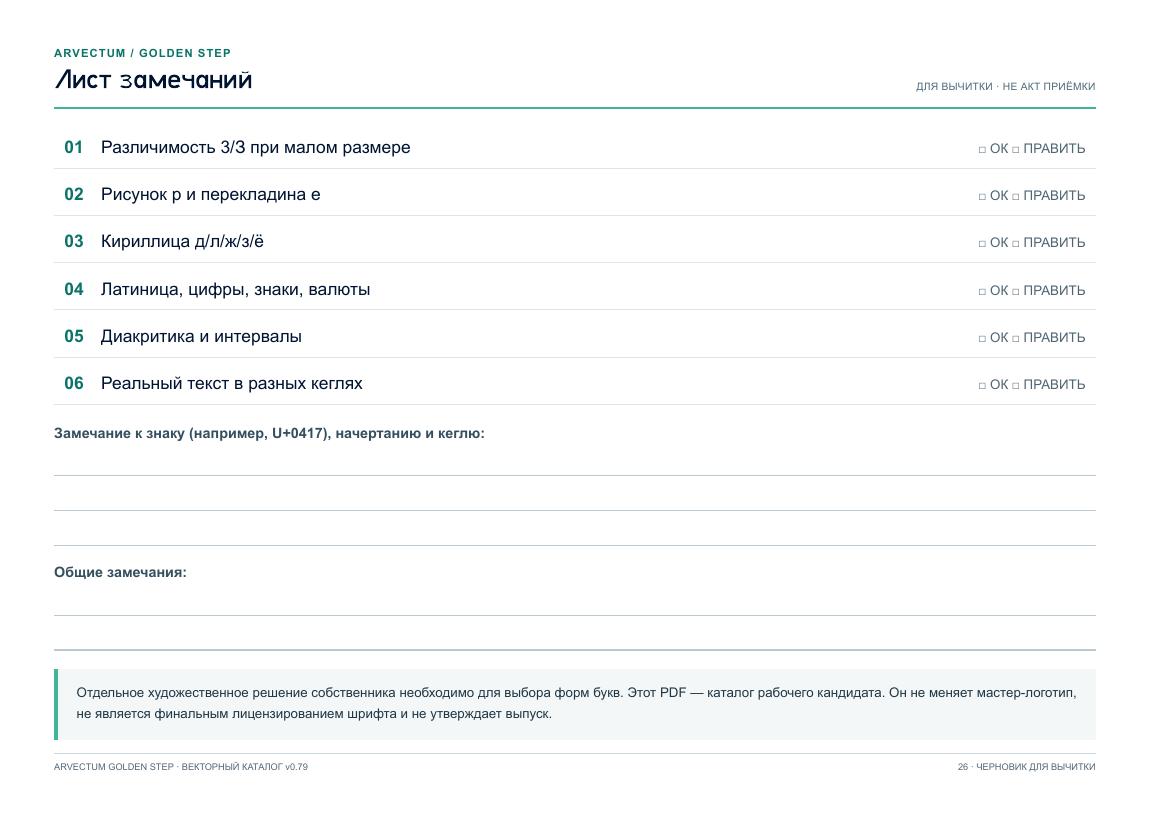 ARVECTUM / GOLDEN STEP
Лист замечаний
ДЛЯ ВЫЧИТКИ · НЕ АКТ ПРИЁМКИ
01 Различимость 3/З при малом размере □ ОК □ ПРАВИТЬ
02 Рисунок р и перекладина е □ ОК □ ПРАВИТЬ
03 Кириллица д/л/ж/з/ё □ ОК □ ПРАВИТЬ
04 Латиница, цифры, знаки, валюты □ ОК □ ПРАВИТЬ
05 Диакритика и интервалы □ ОК □ ПРАВИТЬ
06 Реальный текст в разных кеглях □ ОК □ ПРАВИТЬ
Замечание к знаку (например, U+0417), начертанию и кеглю:
Общие замечания:
Отдельное художественное решение собственника необходимо для выбора форм букв. Этот PDF — каталог рабочего кандидата. Он не меняет мастер-логотип,
не является финальным лицензированием шрифта и не утверждает выпуск.
ARVECTUM GOLDEN STEP · ВЕКТОРНЫЙ КАТАЛОГ v0.79
26 · ЧЕРНОВИК ДЛЯ ВЫЧИТКИ